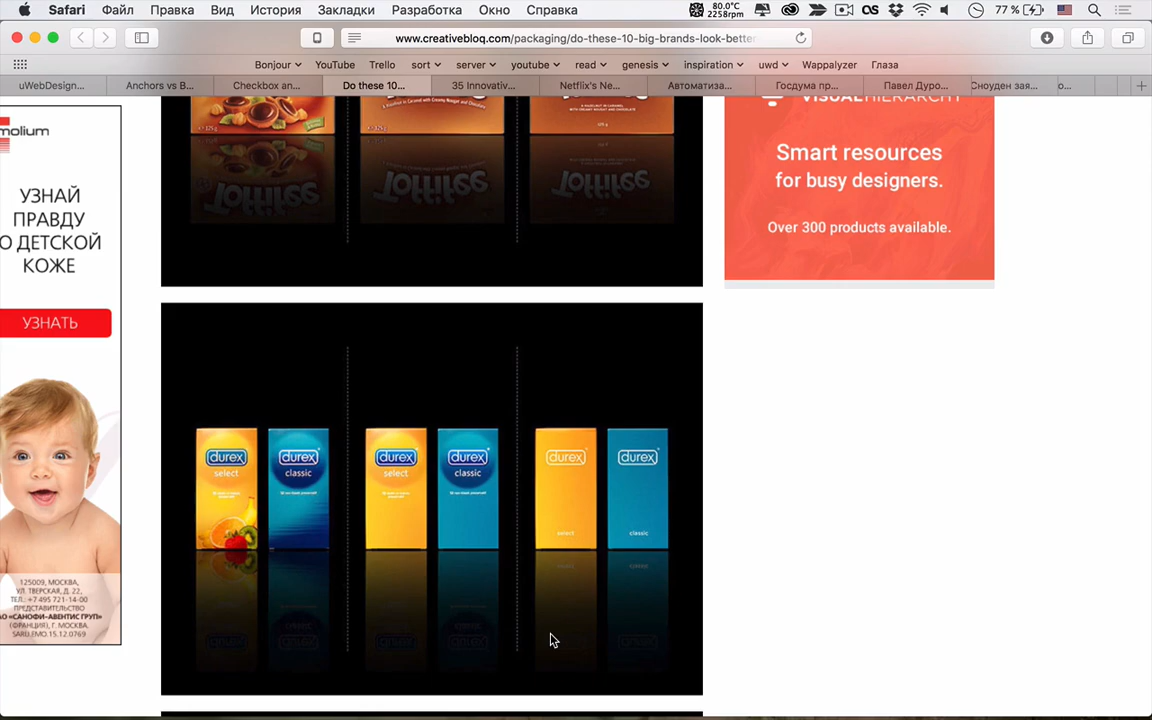 Safari Файл Правка Вид История Закладки Разработка Окно Справка
80.0°C
2258rpm
77 %
www.creativebloq.com/packaging/do-these-10-big-brands-look-better
Bonjour YouTube Trello sort server youtube read genesis inspiration uwd Wappalyzer Глаза
uWebDesign... Anchors vs B... Checkbox an... Do these 10... 35 Innovativ... Netflix's Ne... Автоматиза... Госдума пр... Павел Дуро... Сноуден зая... о...
molium
УЗНАЙ
ПРАВДУ
О ДЕТСКОЙ
КОЖЕ
УЗНАТЬ
125009, МОСКВА,
УЛ. ТВЕРСКАЯ, Д. 22,
ТЕЛ.: +7 495 721-14-00
ПРЕДСТАВИТЕЛЬСТВО
АО «САНОФИ-АВЕНТИС ГРУП»
(ФРАНЦИЯ), Г. МОСКВА.
SARU.EMO.15.12.0769
VISUALHIERARCHY
Smart resources
for busy designers.
Over 300 products available.
durex
select
durex
classic
durex
select
durex
classic
durex
select
durex
classic